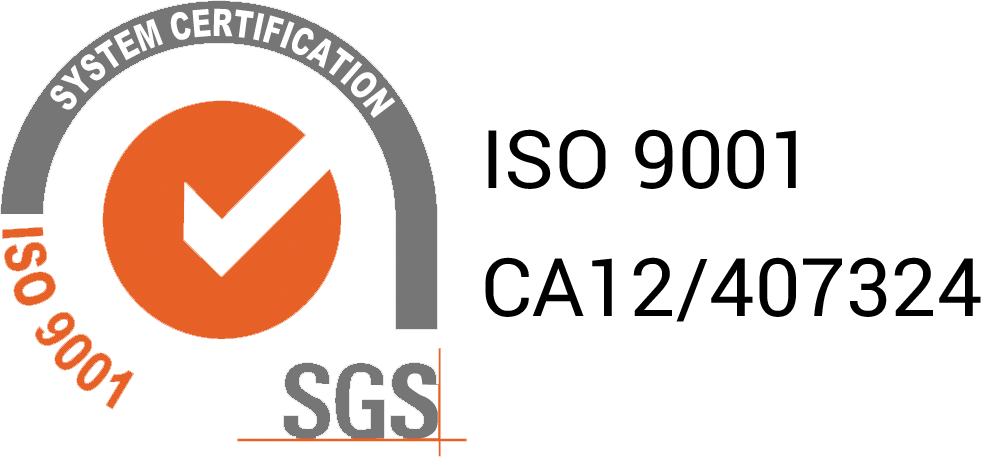 SYSTEM CERTIFICATION
ISO 9001
SGS
ISO 9001
CA12/407324